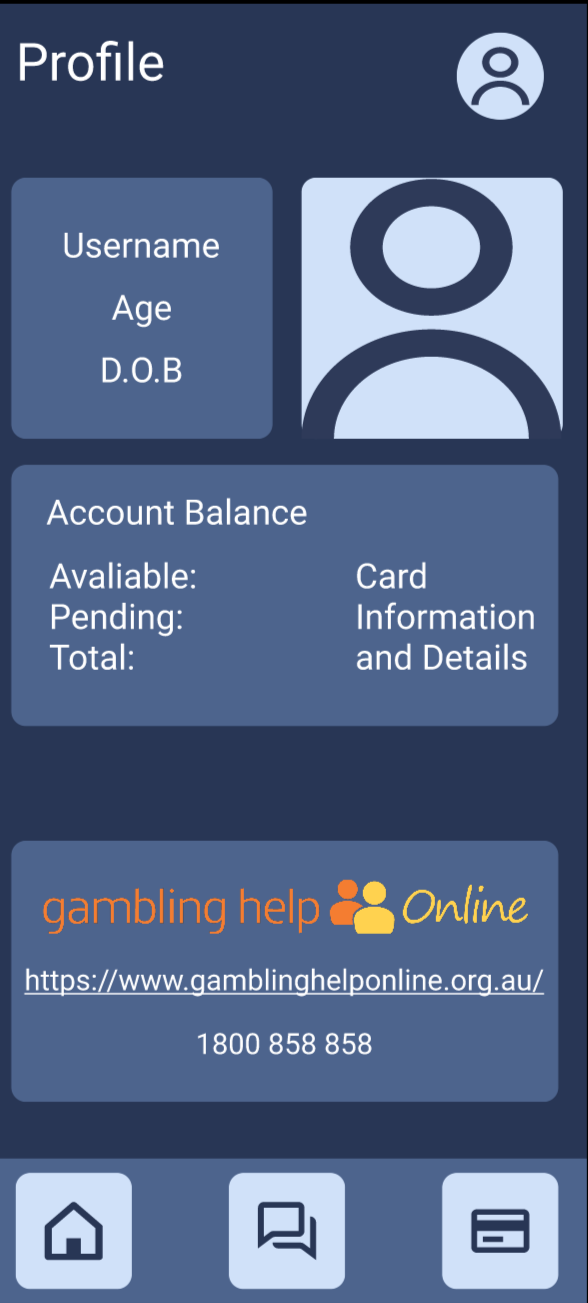 Profile
Username
Age
D.O.B
Account Balance
Avaliable:
Pending:
Total:
Card
Information
and Details
gambling help Online
https://www.gamblinghelponline.org.au/
1800 858 858